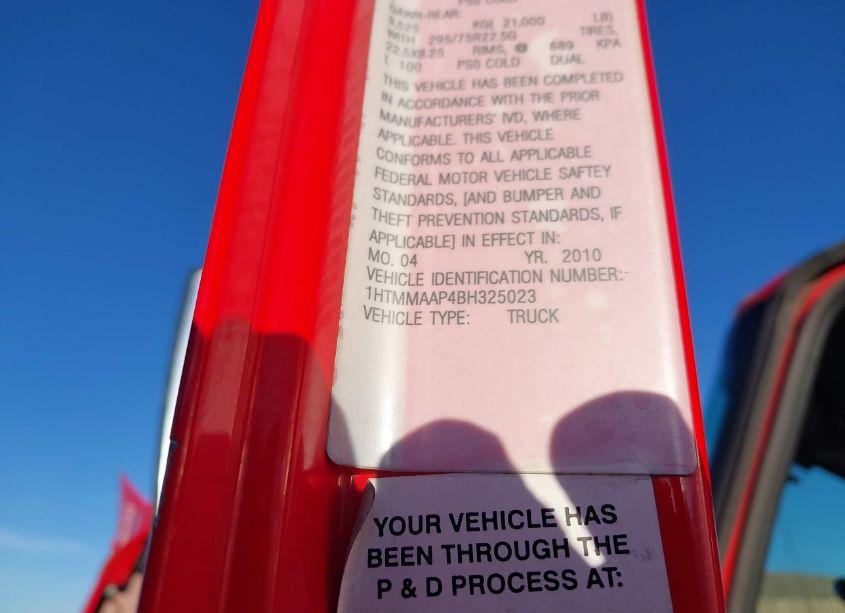 PSI) COLD
GAWR-REAR:
9,525 KG( 21,000 LB)
WITH 295/75R22.5G TIRES,
22.5X8.25 RIMS, @ 689 KPA
( 100 PSI) COLD DUAL
THIS VEHICLE HAS BEEN COMPLETED
IN ACCORDANCE WITH THE PRIOR
MANUFACTURERS' IVD, WHERE
APPLICABLE. THIS VEHICLE
CONFORMS TO ALL APPLICABLE
FEDERAL MOTOR VEHICLE SAFTEY
STANDARDS, [AND BUMPER AND
THEFT PREVENTION STANDARDS, IF
APPLICABLE] IN EFFECT IN:
MO. 04 YR. 2010
VEHICLE IDENTIFICATION NUMBER:
1HTMMAAP4BH325023
VEHICLE TYPE: TRUCK
YOUR VEHICLE HAS
BEEN THROUGH THE
P & D PROCESS AT: